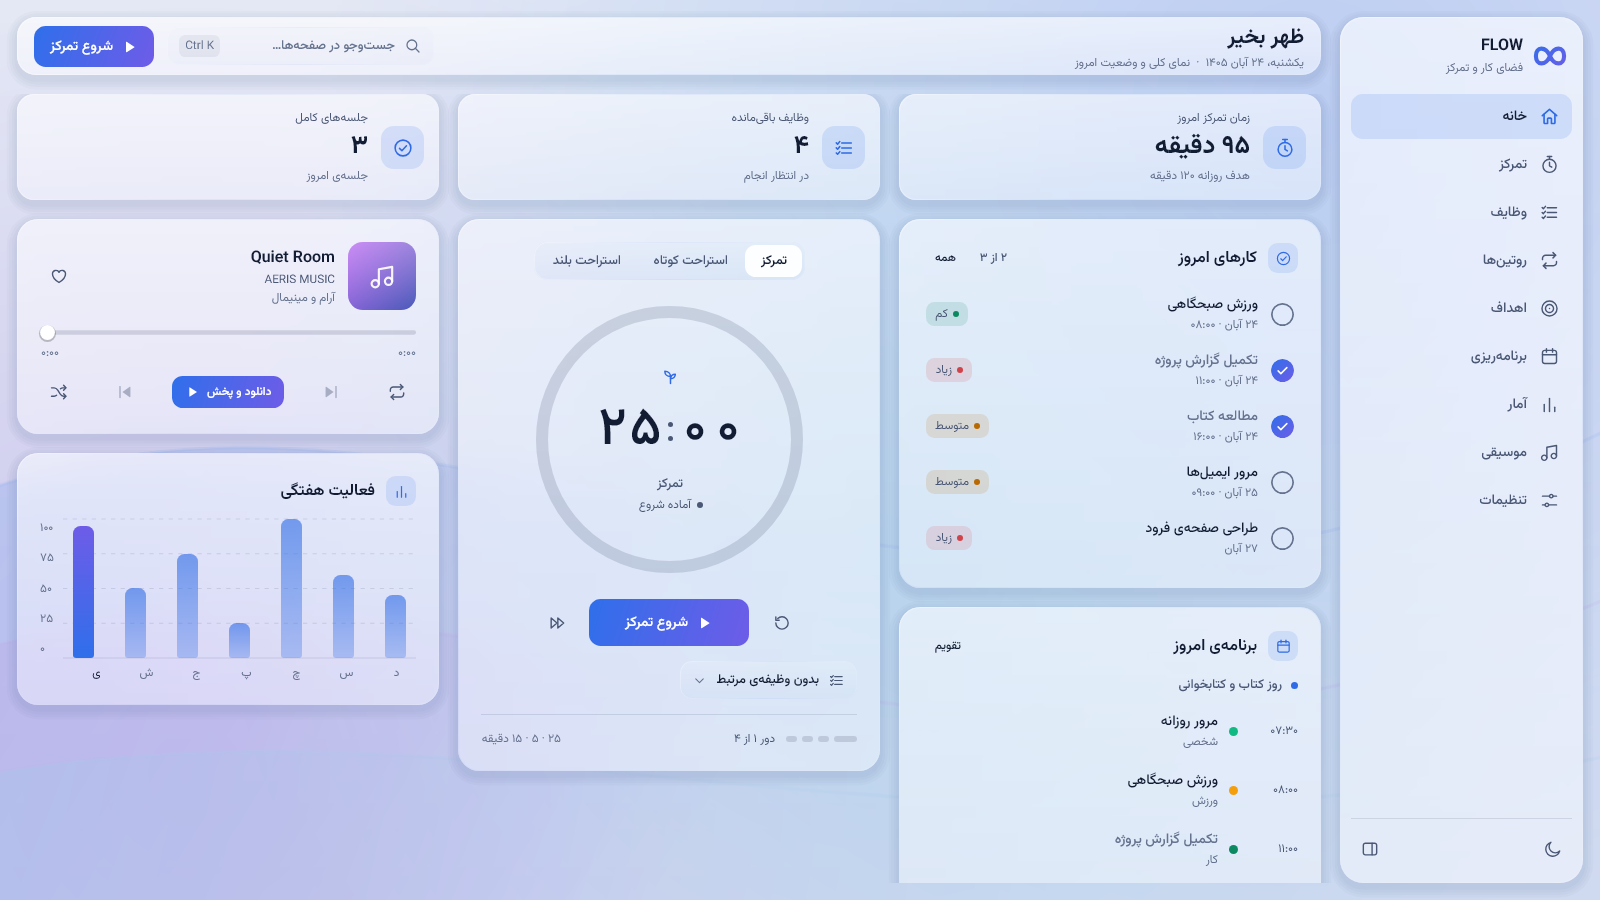 FLOW
فضای کار و تمرکز
خانه
تمرکز
وظایف
روتین‌ها
اهداف
برنامه‌ریزی
آمار
موسیقی
تنظیمات
ظهر بخیر
یکشنبه، ۲۴ آبان ۱۴۰۵ · نمای کلی و وضعیت امروز
جست‌وجو در صفحه‌ها…
Ctrl K
شروع تمرکز
زمان تمرکز امروز
۹۵ دقیقه
هدف روزانه ۱۲۰ دقیقه
وظایف باقی‌مانده
۴
در انتظار انجام
جلسه‌های کامل
۳
جلسه‌ی امروز
کارهای امروز
۲ از ۳
همه
ورزش صبحگاهی
۲۴ آبان · ۰۸:۰۰
کم
تکمیل گزارش پروژه
۲۴ آبان · ۱۱:۰۰
زیاد
مطالعه کتاب
۲۴ آبان · ۱۶:۰۰
متوسط
مرور ایمیل‌ها
۲۵ آبان · ۰۹:۰۰
متوسط
طراحی صفحه‌ی فرود
۲۷ آبان
زیاد
برنامه‌ی امروز
تقویم
روز کتاب و کتابخوانی
۰۷:۳۰
مرور روزانه
شخصی
۰۸:۰۰
ورزش صبحگاهی
ورزش
۱۱:۰۰
تکمیل گزارش پروژه
کار
تمرکز
استراحت کوتاه
استراحت بلند
۲۵:۰۰
تمرکز
آماده شروع
شروع تمرکز
بدون وظیفه‌ی مرتبط
دور ۱ از ۴
۲۵ · ۵ · ۱۵ دقیقه
Quiet Room
AERIS MUSIC
آرام و مینیمال
۰:۰۰
۰:۰۰
دانلود و پخش
فعالیت هفتگی
۱۰۰
۷۵
۵۰
۲۵
۰
د
س
چ
پ
ج
ش
ی